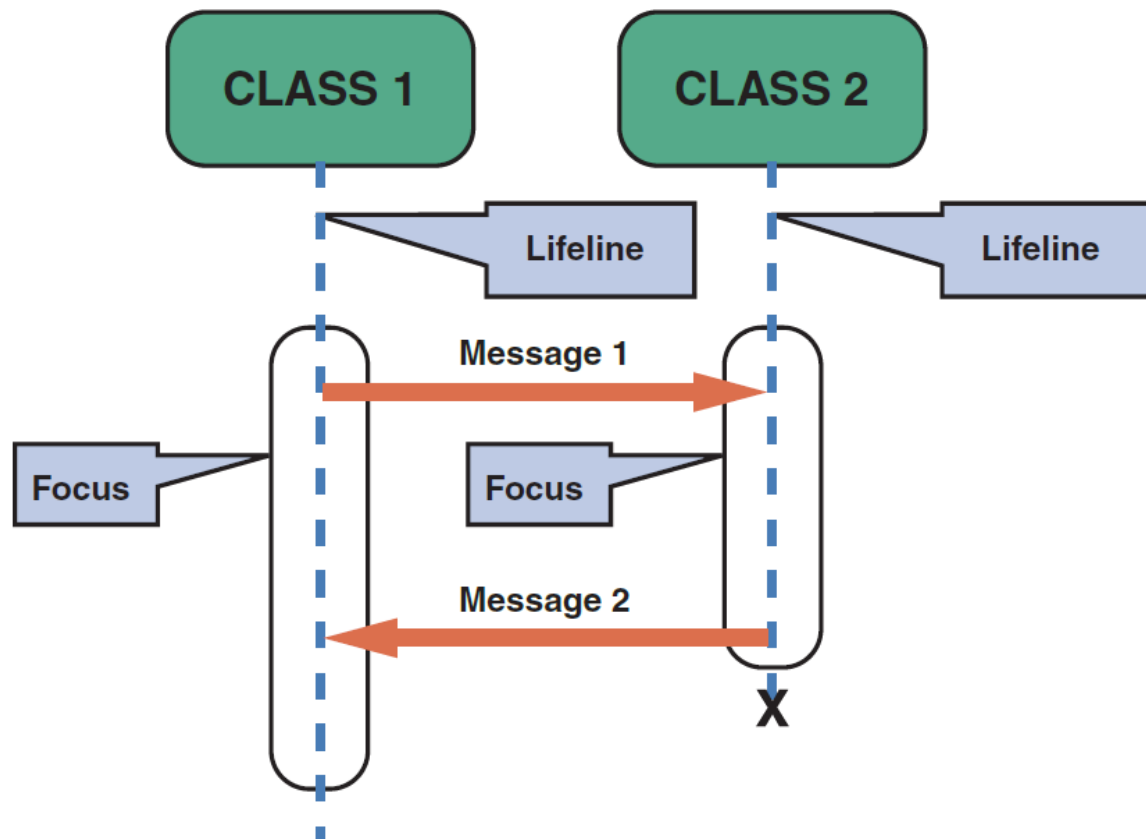 CLASS 1
CLASS 2
Lifeline
Lifeline
Message 1
Focus
Focus
Message 2
X